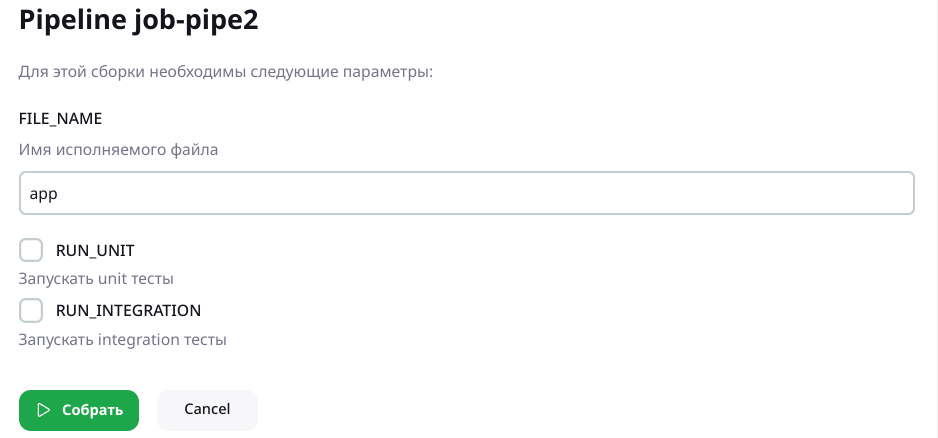 Pipeline job-pipe2
Для этой сборки необходимы следующие параметры:
FILE_NAME
Имя исполняемого файла
app
RUN_UNIT
Запускать unit тесты
RUN_INTEGRATION
Запускать integration тесты
Собрать Cancel